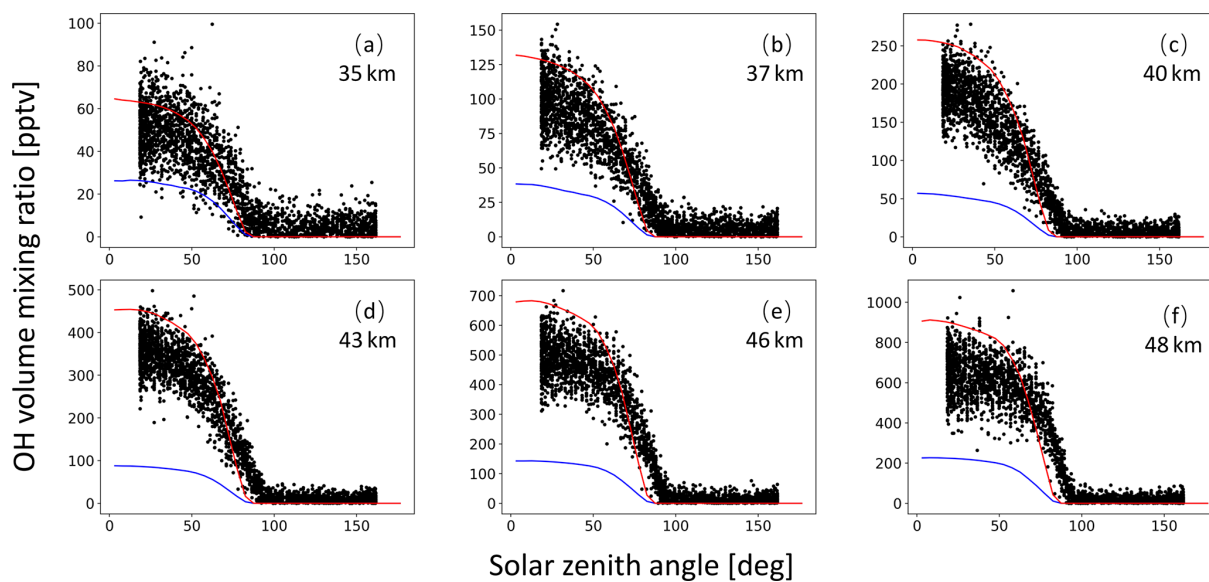 OH volume mixing ratio [pptv]
(a)
35 km
100
80
60
40
20
0
0 50 100 150
(b)
37 km
150
125
100
75
50
25
0
0 50 100 150
(c)
40 km
250
200
150
100
50
0
0 50 100 150
(d)
43 km
500
400
300
200
100
0
0 50 100 150
(e)
46 km
700
600
500
400
300
200
100
0
0 50 100 150
(f)
48 km
1000
800
600
400
200
0
0 50 100 150
Solar zenith angle [deg]